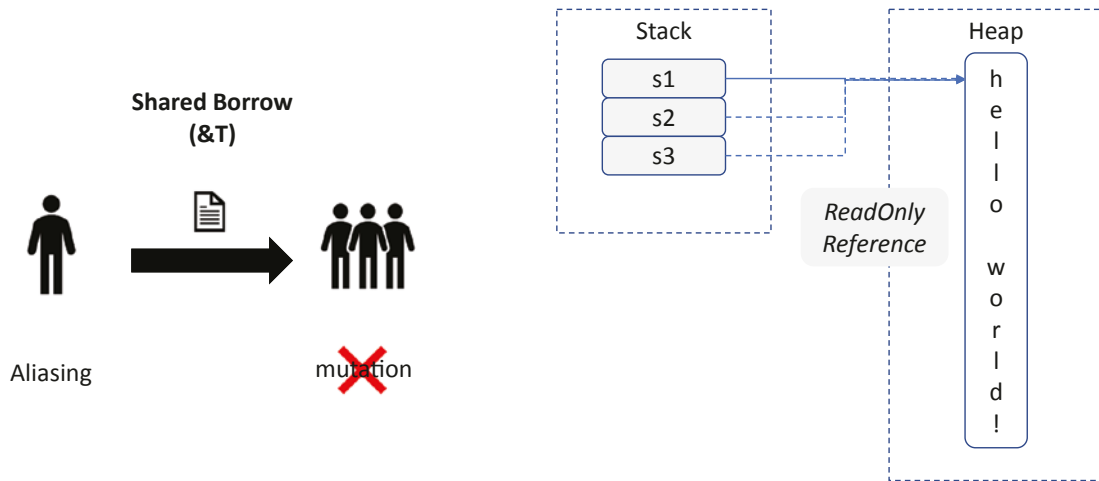 Shared Borrow
(&T)
Aliasing
mutation
Stack
s1
s2
s3
ReadOnly
Reference
Heap
h
e
l
l
o
w
o
r
l
d
!